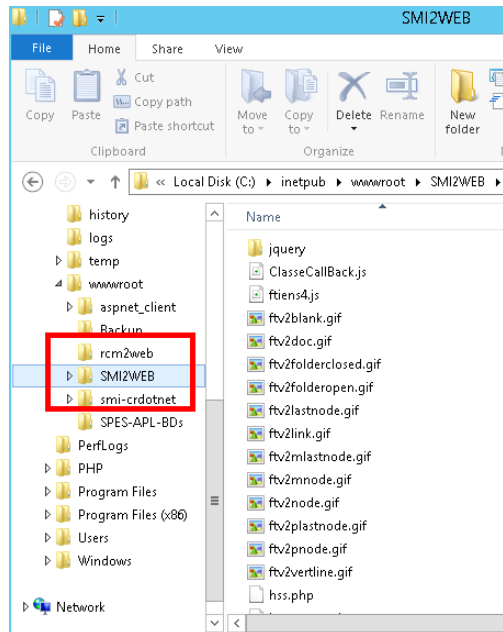 SMI2WEB
File Home Share View
Copy
Paste
Cut
Copy path
Paste shortcut
Move to
Copy to
Delete
Rename
New folder
Clipboard
Organize
« Local Disk (C:) inetpub wwwroot SMI2WEB
history
logs
temp
wwwroot
aspnet_client
Backup
rcm2web
SMI2WEB
smi-crdotnet
SPES-APL-BDs
PerfLogs
PHP
Program Files
Program Files (x86)
Users
Windows
Network
Name
jquery
ClasseCallBack.js
ftiens4.js
ftv2blank.gif
ftv2doc.gif
ftv2folderclosed.gif
ftv2folderopen.gif
ftv2lastnode.gif
ftv2link.gif
ftv2mlastnode.gif
ftv2mnode.gif
ftv2node.gif
ftv2plastnode.gif
ftv2pnode.gif
ftv2vertline.gif
hss.php